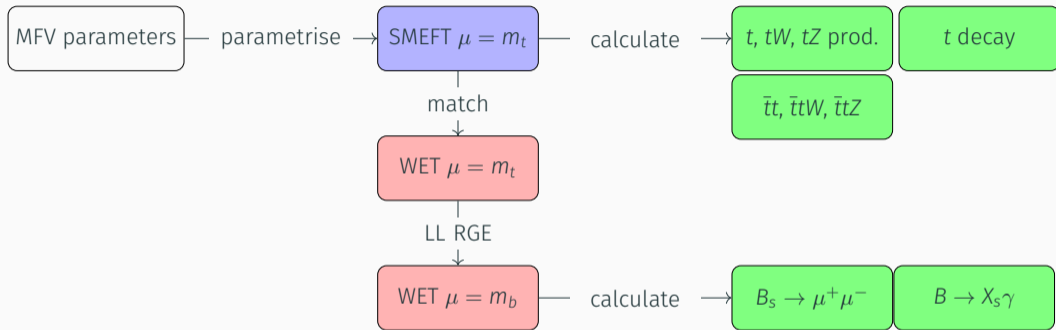 MFV parameters parametrise SMEFT μ = m_t calculate t, tW, tZ prod. t decay
match t̄t, t̄tW, t̄tZ
WET μ = m_t
LL RGE
WET μ = m_b calculate B_s → μ⁺μ⁻ B → X_sγ